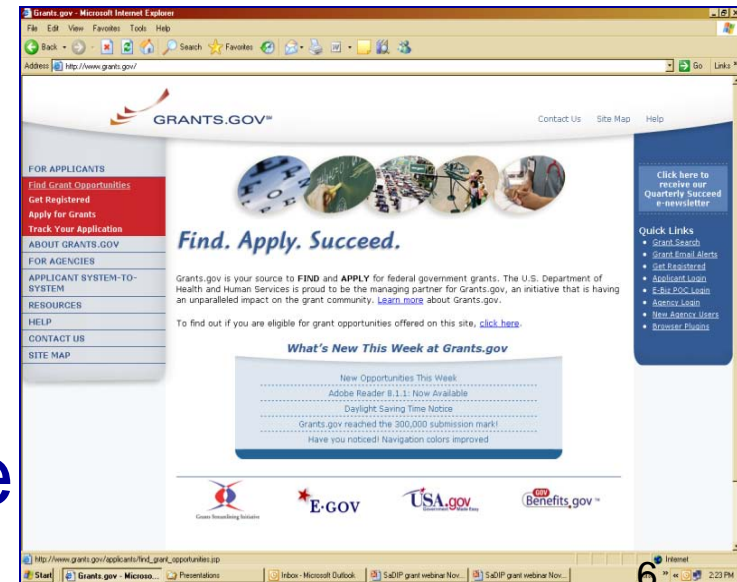 Grants.gov - Microsoft Internet Explorer
File Edit View Favorites Tools Help
Back Search Favorites
Address http://www.grants.gov/ Go Links »
GRANTS.GOV℠
Contact Us Site Map Help
FOR APPLICANTS
Find Grant Opportunities
Get Registered
Apply for Grants
Track Your Application
ABOUT GRANTS.GOV
FOR AGENCIES
APPLICANT SYSTEM-TO-
SYSTEM
RESOURCES
HELP
CONTACT US
SITE MAP
Find. Apply. Succeed.
Grants.gov is your source to FIND and APPLY for federal government grants. The U.S. Department of
Health and Human Services is proud to be the managing partner for Grants.gov, an initiative that is having
an unparalleled impact on the grant community. Learn more about Grants.gov.
To find out if you are eligible for grant opportunities offered on this site, click here.
What's New This Week at Grants.gov
New Opportunities This Week
Adobe Reader 8.1.1: Now Available
Daylight Saving Time Notice
Grants.gov reached the 300,000 submission mark!
Have you noticed! Navigation colors improved
Click here to
receive our
Quarterly Succeed
e-newsletter
Quick Links
Grant Search
Grant Email Alerts
Get Registered
Applicant Login
E-Biz POC Login
Agency Login
New Agency Users
Browser Plugins
Grants Streamlining Initiative
E-GOV
USA.gov
Government Made Easy
GOV
Benefits.gov
e
http://www.grants.gov/applicants/find_grant_opportunities.jsp
Internet
Start Grants.gov - Microso... Presentations Inbox - Microsoft Outlook SaDIP grant webinar Nov... SaDIP grant webinar Nov... 2:23 PM
6